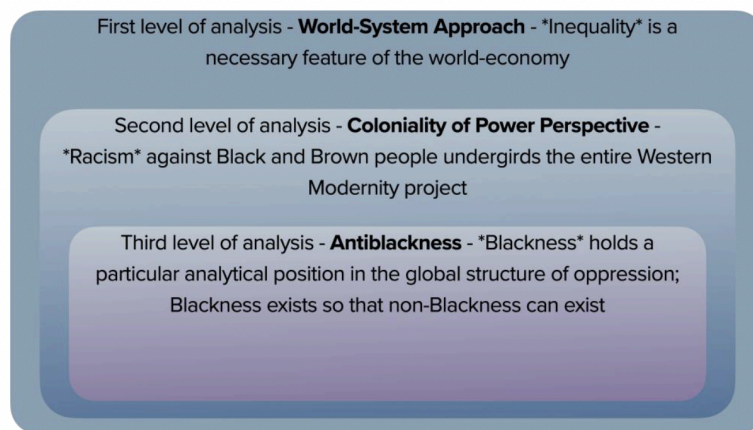 First level of analysis - World-System Approach - *Inequality* is a
necessary feature of the world-economy
Second level of analysis - Coloniality of Power Perspective -
*Racism* against Black and Brown people undergirds the entire Western
Modernity project
Third level of analysis - Antiblackness - *Blackness* holds a
particular analytical position in the global structure of oppression;
Blackness exists so that non-Blackness can exist